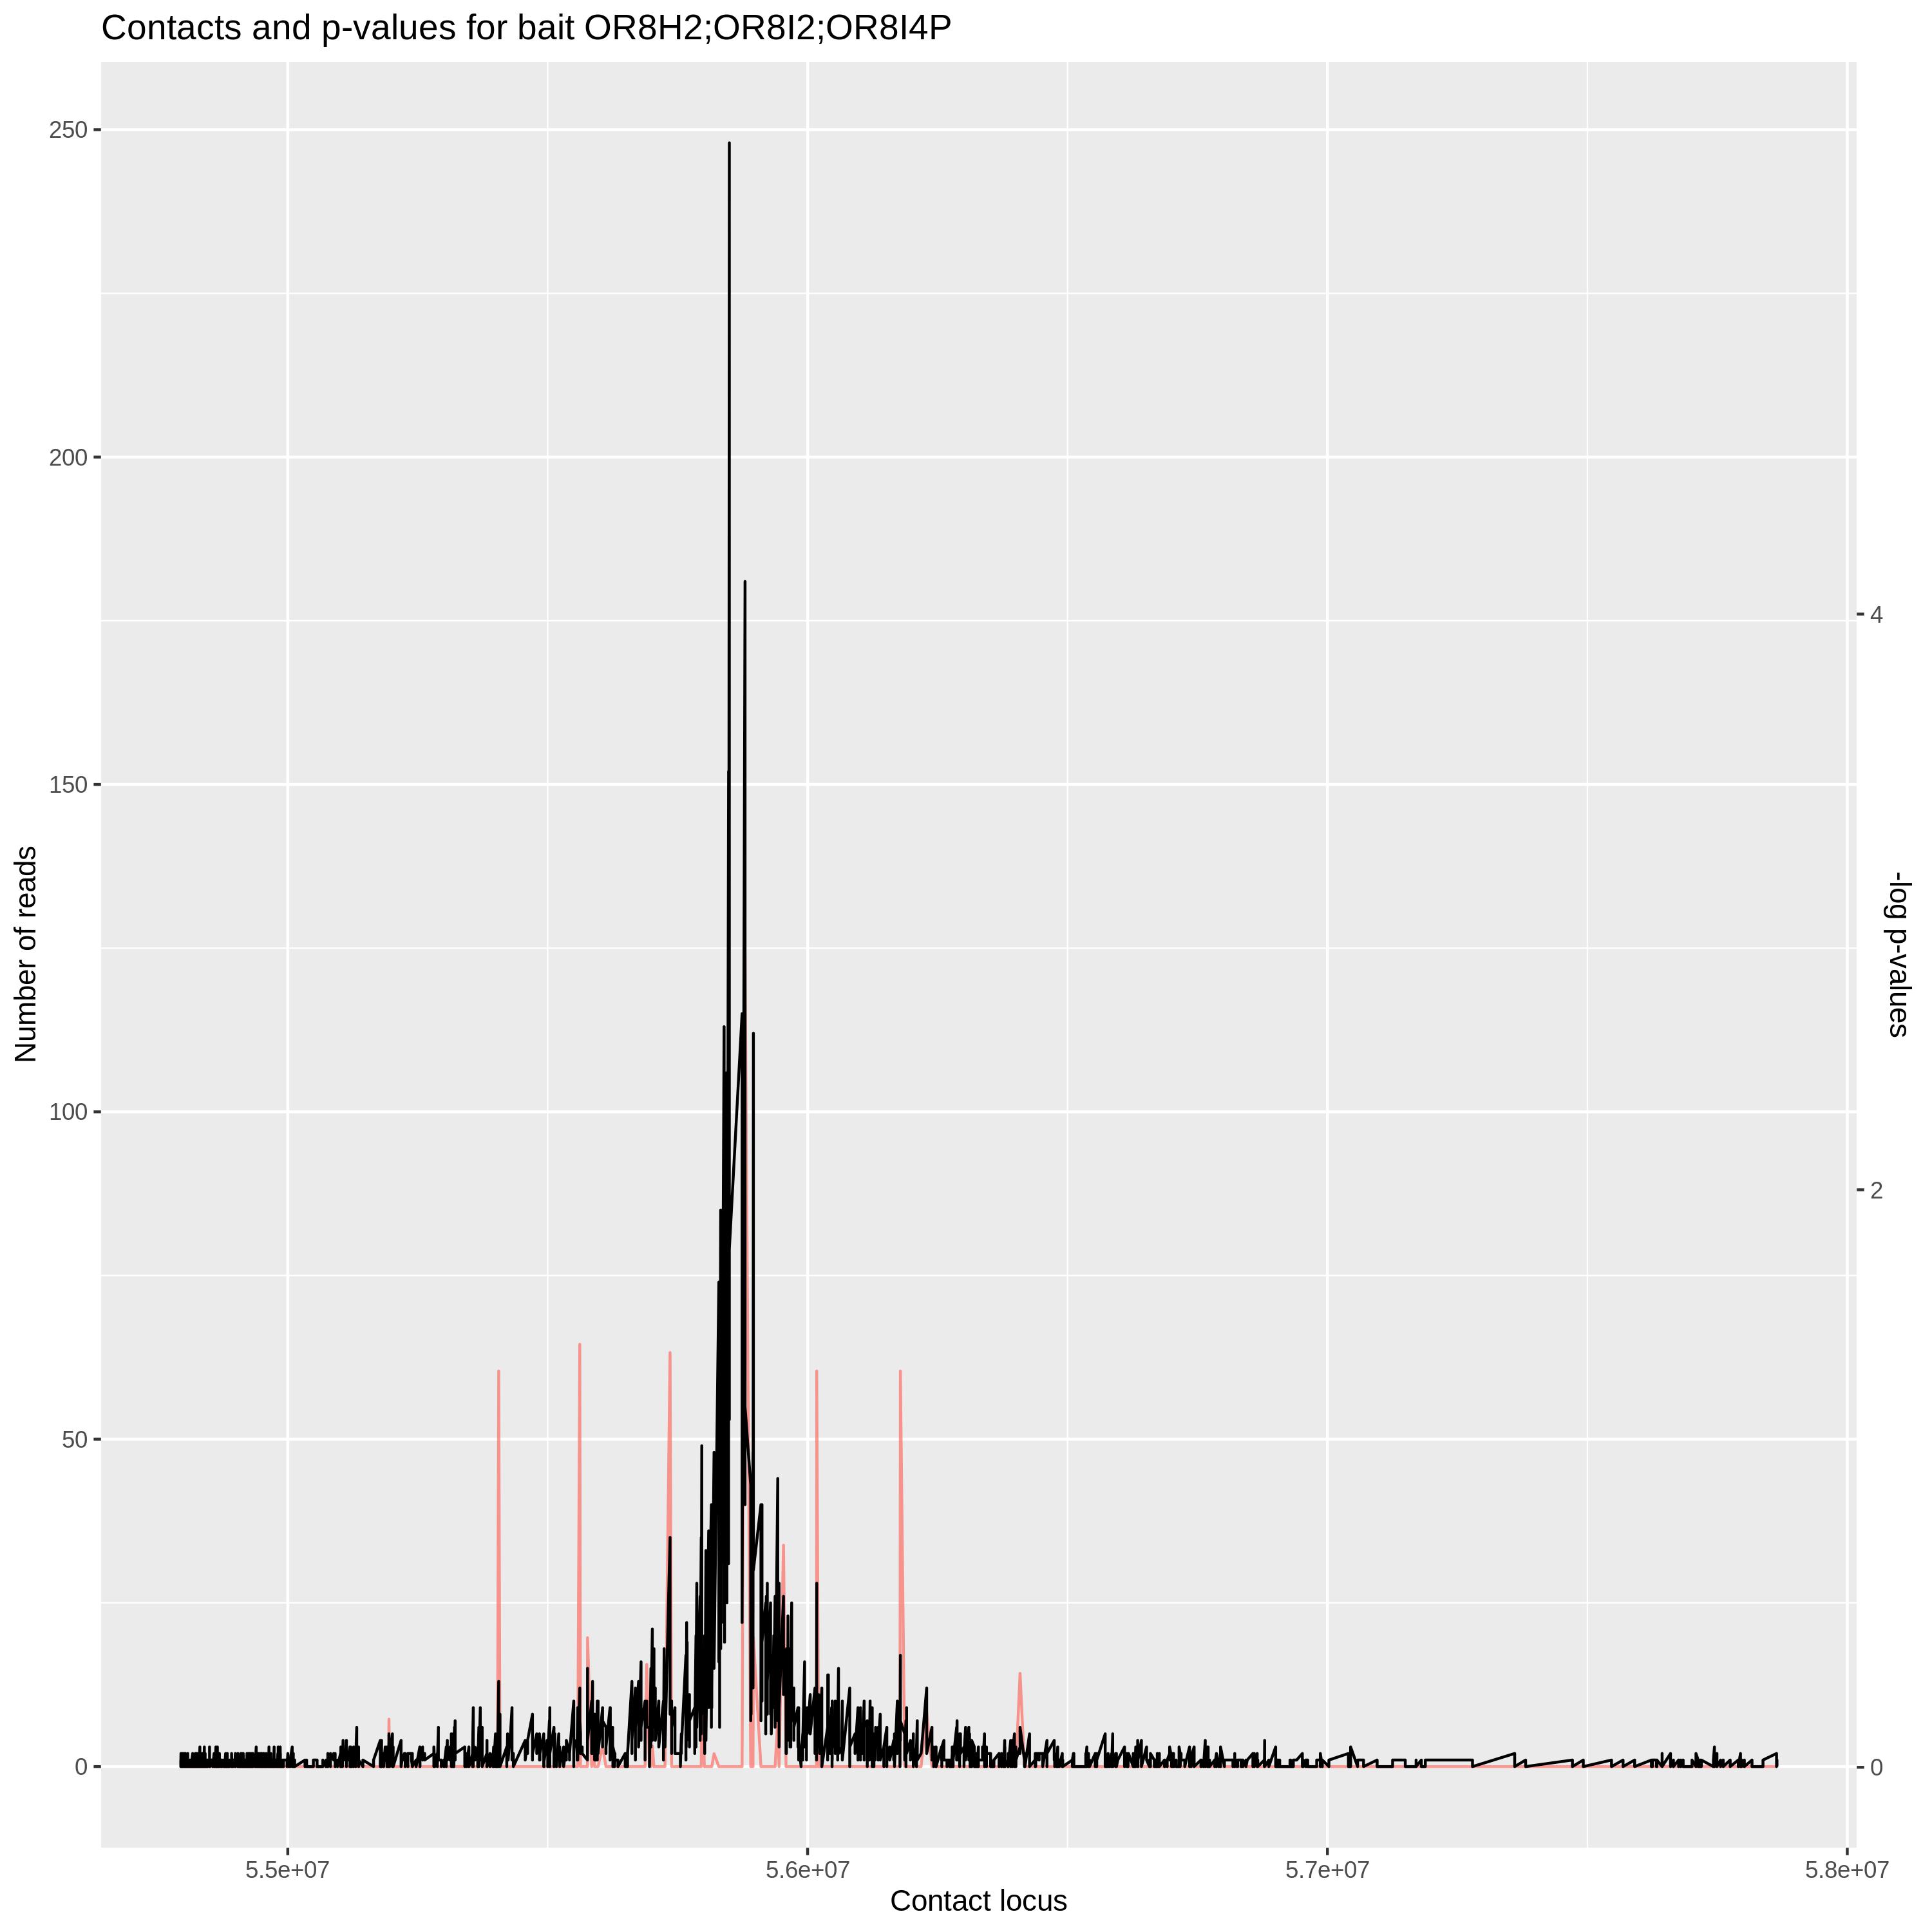 Contacts and p-values for bait OR8H2;OR8I2;OR8I4P
250
200
150
100
50
0
Number of reads
4
2
0
-log p-values
5.5e+07
5.6e+07
5.7e+07
5.8e+07
Contact locus